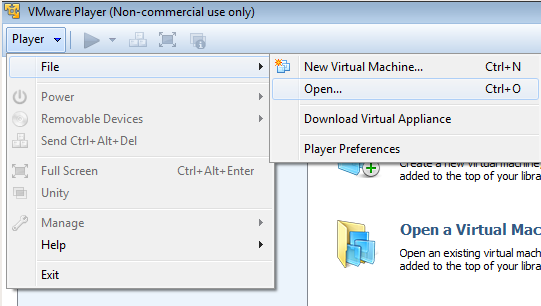 VMware Player (Non-commercial use only)
Player
File
New Virtual Machine... Ctrl+N
Open... Ctrl+O
Download Virtual Appliance
Player Preferences
Power
Removable Devices
Send Ctrl+Alt+Del
Full Screen Ctrl+Alt+Enter
Unity
Manage
Help
Exit
Create a new virtual machine
added to the top of your libra
Open a Virtual Mac
Open an existing virtual mach
added to the top of your libra